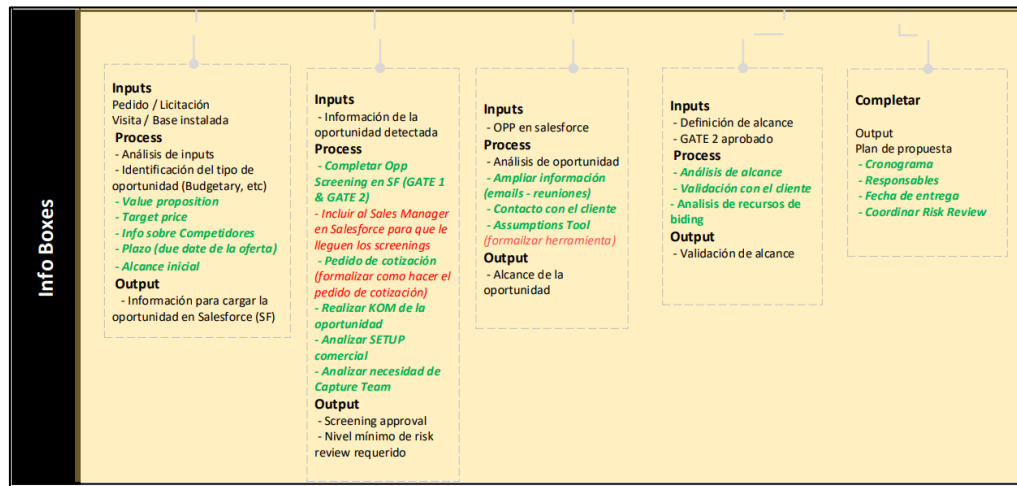 Info Boxes
Inputs
Pedido / Licitación
Visita / Base instalada
Process
- Análisis de inputs
- Identificación del tipo de
oportunidad (Budgetary, etc)
- Value proposition
- Target price
- Info sobre Competidores
- Plazo (due date de la oferta)
- Alcance inicial
Output
- Información para cargar la
oportunidad en Salesforce (SF)
Inputs
- Información de la
oportunidad detectada
Process
- Completar Opp
Screening en SF (GATE 1
& GATE 2)
- Incluir al Sales Manager
en Salesforce para que le
lleguen los screenings
- Pedido de cotización
(formalizar como hacer el
pedido de cotización)
- Realizar KOM de la
oportunidad
- Analizar SETUP
comercial
- Analizar necesidad de
Capture Team
Output
- Screening approval
- Nivel mínimo de risk
review requerido
Inputs
- OPP en salesforce
Process
- Análisis de oportunidad
- Ampliar información
(emails - reuniones)
- Contacto con el cliente
- Assumptions Tool
(formailzar herramienta)
Output
- Alcance de la
oportunidad
Inputs
- Definición de alcance
- GATE 2 aprobado
Process
- Análisis de alcance
- Validación con el cliente
- Analisis de recursos de
biding
Output
- Validación de alcance
Completar
Output
Plan de propuesta
- Cronograma
- Responsables
- Fecha de entrega
- Coordinar Risk Review